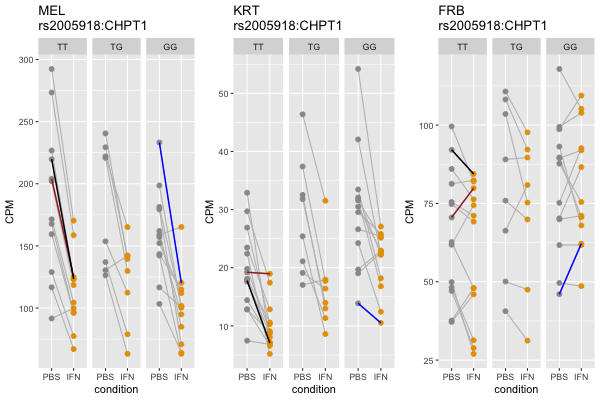 MEL
rs2005918:CHPT1
TT TG GG
300
250
200
150
100
CPM
PBS IFN PBS IFN PBS IFN
condition
KRT
rs2005918:CHPT1
TT TG GG
50
40
30
20
10
CPM
PBS IFN PBS IFN PBS IFN
condition
FRB
rs2005918:CHPT1
TT TG GG
100
75
50
25
CPM
PBS IFN PBS IFN PBS IFN
condition